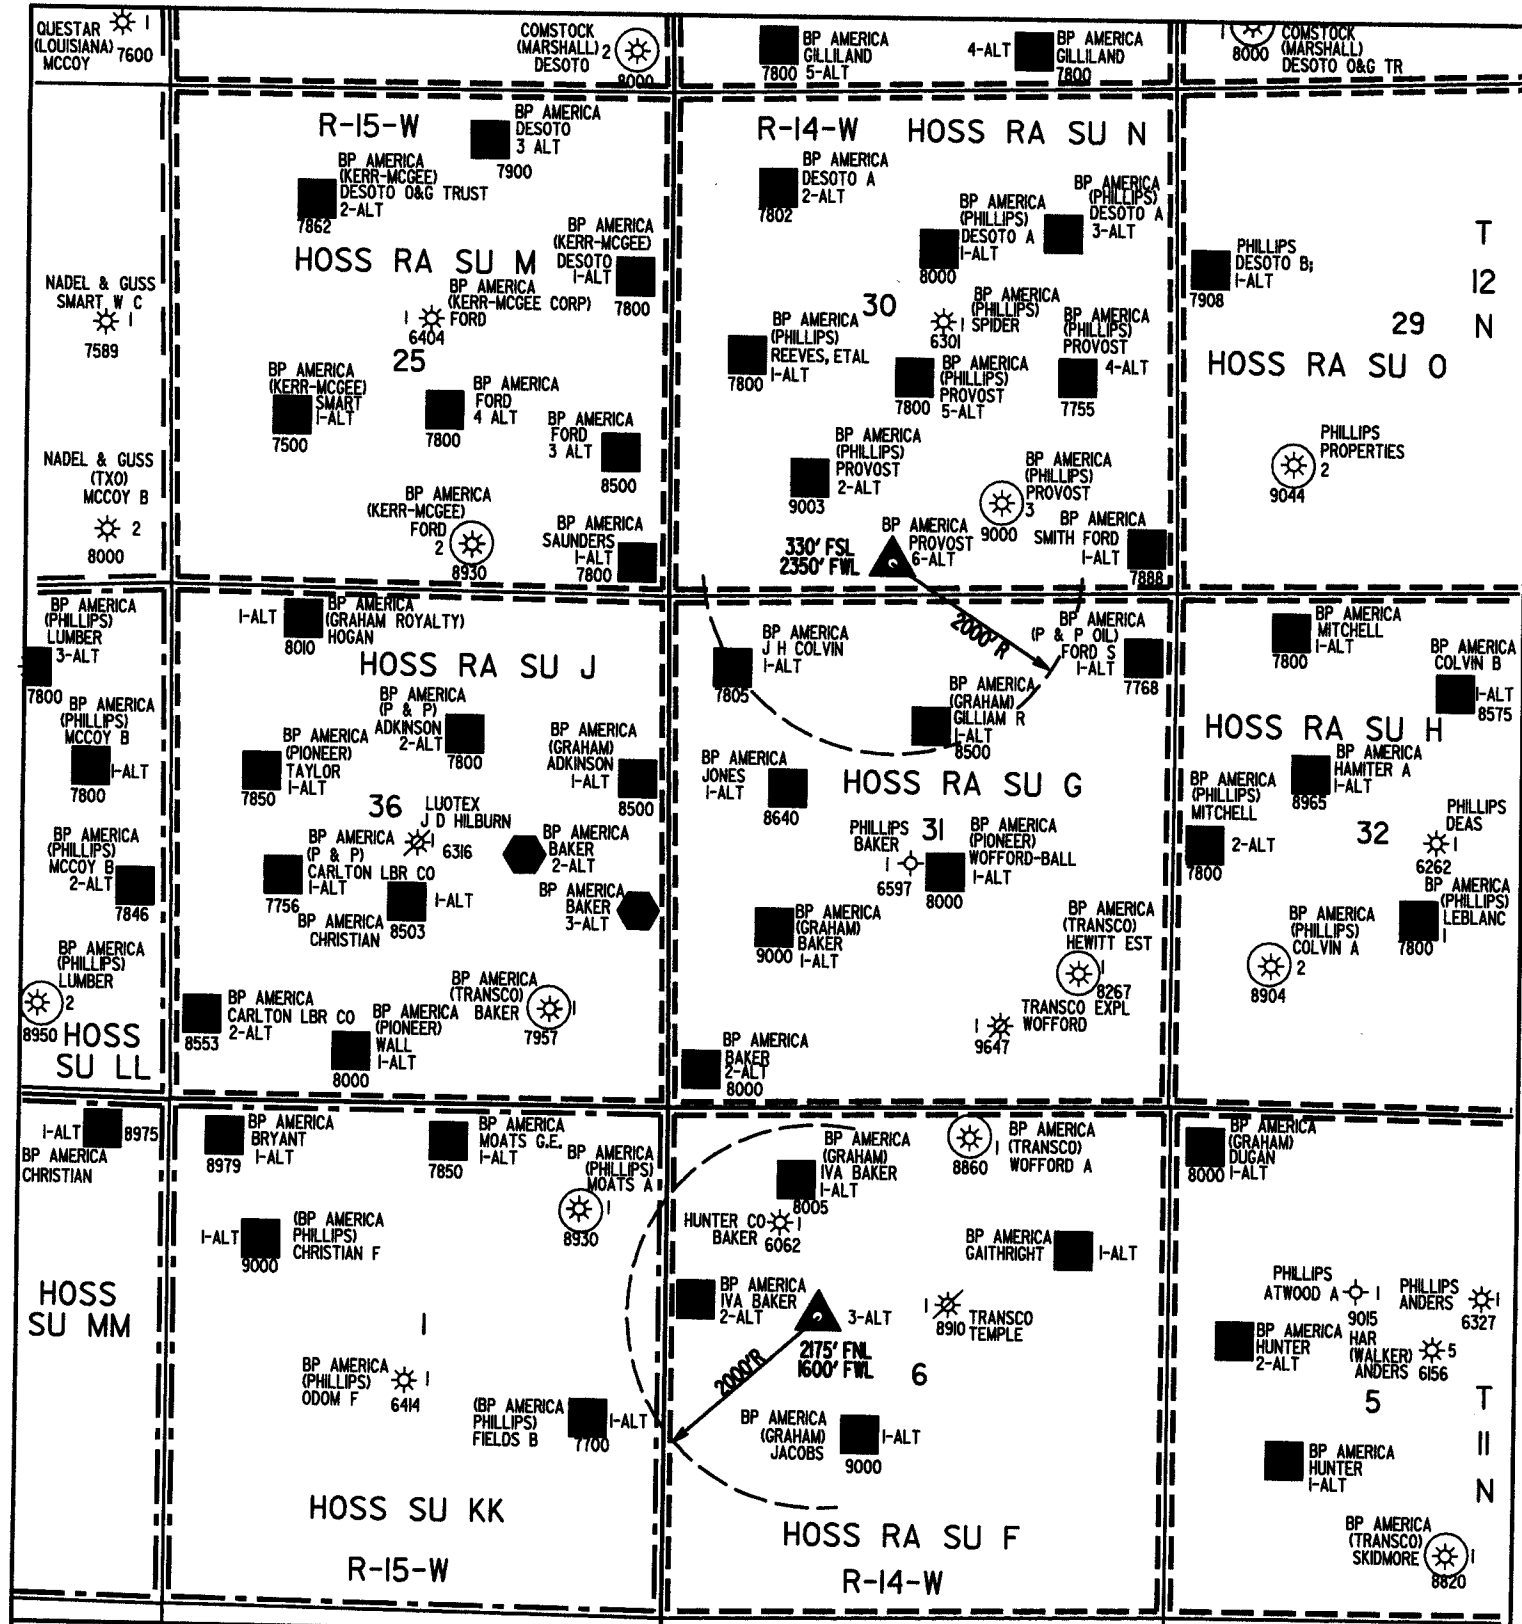 QUESTAR 1
(LOUISIANA) 7600
MCCOY
COMSTOCK
(MARSHALL) 2
DESOTO
8000
BP AMERICA
GILLILAND
7800 5-ALT
4-ALT
BP AMERICA
GILLILAND
7800
1 COMSTOCK
8000 (MARSHALL)
DESOTO O&G TR
NADEL & GUSS
SMART W C
1
7589
NADEL & GUSS
(TXO)
MCCOY B
2
8000
R-15-W
BP AMERICA
DESOTO
3 ALT
7900
BP AMERICA
(KERR-MCGEE)
DESOTO O&G TRUST
2-ALT
7862
HOSS RA SU M
BP AMERICA
(KERR-MCGEE)
DESOTO
1-ALT
7800
BP AMERICA
(KERR-MCGEE CORP)
1 FORD
6404
25
BP AMERICA
(KERR-MCGEE)
SMART
1-ALT
7500
BP AMERICA
FORD
4 ALT
7800
BP AMERICA
FORD
3 ALT
8500
BP AMERICA
(KERR-MCGEE)
FORD
2
8930
BP AMERICA
SAUNDERS
1-ALT
7800
R-14-W HOSS RA SU N
BP AMERICA
DESOTO A
2-ALT
7802
BP AMERICA
(PHILLIPS)
DESOTO A
1-ALT
8000
BP AMERICA
(PHILLIPS)
DESOTO A
3-ALT
30
BP AMERICA
(PHILLIPS)
1 SPIDER
6301
BP AMERICA
(PHILLIPS)
REEVES, ETAL
1-ALT
7800
BP AMERICA
(PHILLIPS)
PROVOST
5-ALT
7800
BP AMERICA
(PHILLIPS)
PROVOST
4-ALT
7755
BP AMERICA
(PHILLIPS)
PROVOST
2-ALT
9003
BP AMERICA
(PHILLIPS)
PROVOST
3
9000
BP AMERICA
PROVOST
6-ALT
330' FSL
2350' FWL
BP AMERICA
SMITH FORD
1-ALT
7888
PHILLIPS
DESOTO B;
1-ALT
7908
T
12
N
29
HOSS RA SU O
PHILLIPS
PROPERTIES
2
9044
BP AMERICA
(PHILLIPS)
LUMBER
3-ALT
7800
BP AMERICA
(PHILLIPS)
MCCOY B
1-ALT
7800
BP AMERICA
(PHILLIPS)
MCCOY B
2-ALT
7846
BP AMERICA
(PHILLIPS)
LUMBER
2
8950
HOSS
SU LL
1-ALT
BP AMERICA
(GRAHAM ROYALTY)
HOGAN
8010
HOSS RA SU J
BP AMERICA
(P & P)
ADKINSON
2-ALT
7800
BP AMERICA
(PIONEER)
TAYLOR
1-ALT
7850
BP AMERICA
(GRAHAM)
ADKINSON
1-ALT
8500
36
LUOTEX
J D HILBURN
1
6316
BP AMERICA
BAKER
2-ALT
BP AMERICA
(P & P)
CARLTON LBR CO
1-ALT
7756
BP AMERICA
CHRISTIAN
1-ALT
8503
BP AMERICA
BAKER
3-ALT
BP AMERICA
CARLTON LBR CO
2-ALT
8553
BP AMERICA
(PIONEER)
WALL
1-ALT
8000
BP AMERICA
(TRANSCO)
BAKER
1
7957
2000'R
BP AMERICA
J H COLVIN
1-ALT
7805
BP AMERICA
(P & P OIL)
FORD S
1-ALT
7768
BP AMERICA
(GRAHAM)
GILLIAM R
1-ALT
8500
BP AMERICA
JONES
1-ALT
8640
HOSS RA SU G
31
PHILLIPS
BAKER
1
6597
BP AMERICA
(PIONEER)
WOFFORD-BALL
1-ALT
8000
BP AMERICA
(GRAHAM)
BAKER
1-ALT
9000
BP AMERICA
(TRANSCO)
HEWITT EST
1
8267
TRANSCO EXPL
WOFFORD
1
9647
BP AMERICA
BAKER
2-ALT
8000
BP AMERICA
MITCHELL
1-ALT
7800
BP AMERICA
COLVIN B
1-ALT
8575
HOSS RA SU H
BP AMERICA
HAMITER A
1-ALT
8965
BP AMERICA
(PHILLIPS)
MITCHELL
2-ALT
7800
32
PHILLIPS
DEAS
1
6262
BP AMERICA
(PHILLIPS)
LEBLANC
1
7800
BP AMERICA
(PHILLIPS)
COLVIN A
2
8904
1-ALT 8975
BP AMERICA
CHRISTIAN
HOSS
SU MM
BP AMERICA
BRYANT
1-ALT
8979
BP AMERICA
MOATS G.E.
1-ALT
7850
BP AMERICA
(PHILLIPS)
MOATS A
1
8930
1-ALT
(BP AMERICA
PHILLIPS)
CHRISTIAN F
9000
1
BP AMERICA
(PHILLIPS)
ODOM F
1
6414
(BP AMERICA
PHILLIPS)
FIELDS B
1-ALT
7700
HOSS SU KK
R-15-W
BP AMERICA
(GRAHAM)
IVA BAKER
1-ALT
8005
BP AMERICA
(TRANSCO)
WOFFORD A
1
8860
HUNTER CO
BAKER
1
6062
BP AMERICA
GAITHRIGHT
1-ALT
BP AMERICA
IVA BAKER
2-ALT
3-ALT
2175' FNL
1600' FWL
2000'R
1
8910
TRANSCO
TEMPLE
6
BP AMERICA
(GRAHAM)
JACOBS
1-ALT
9000
HOSS RA SU F
R-14-W
BP AMERICA
(GRAHAM)
DUGAN
1-ALT
8000
PHILLIPS
ATWOOD A
1
9015
PHILLIPS
ANDERS
1
6327
BP AMERICA
HUNTER
2-ALT
HAR
(WALKER)
ANDERS
5
6156
5
T
11
N
BP AMERICA
HUNTER
1-ALT
BP AMERICA
(TRANSCO)
SKIDMORE
1
8820